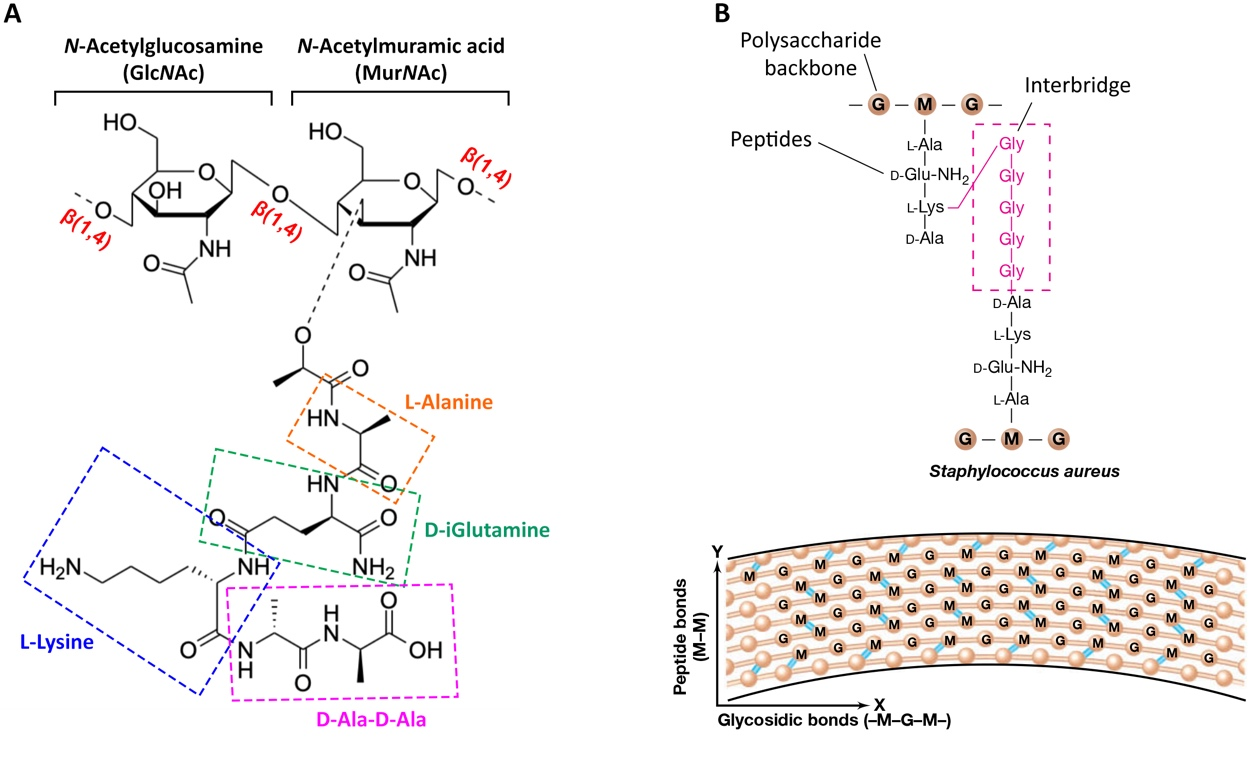 A
N-Acetylglucosamine
(GlcNAc)
N-Acetylmuramic acid
(MurNAc)
HO
O
OH
O
β(1,4)
NH
O
O
β(1,4)
HO
O
O
β(1,4)
NH
O
O
O
L-Alanine
HN
O
HN
O
O
D-iGlutamine
H2N
NH
NH2
L-Lysine
O
N
H
O
H
N
O
OH
D-Ala-D-Ala
B
Polysaccharide
backbone
Interbridge
– G – M – G –
Peptides
L-Ala
D-Glu-NH2
L-Lys
D-Ala
Gly
Gly
Gly
Gly
Gly
D-Ala
L-Lys
D-Glu-NH2
L-Ala
G – M – G
Staphylococcus aureus
Y
Peptide bonds
(M–M)
M G M G M G M G M
G M G M G M G M
M G M G M G M G M
G M G M G M G M
M G M G M G M G M
G M G M G M G M
M G M G M G M G
X
Glycosidic bonds (–M–G–M–)